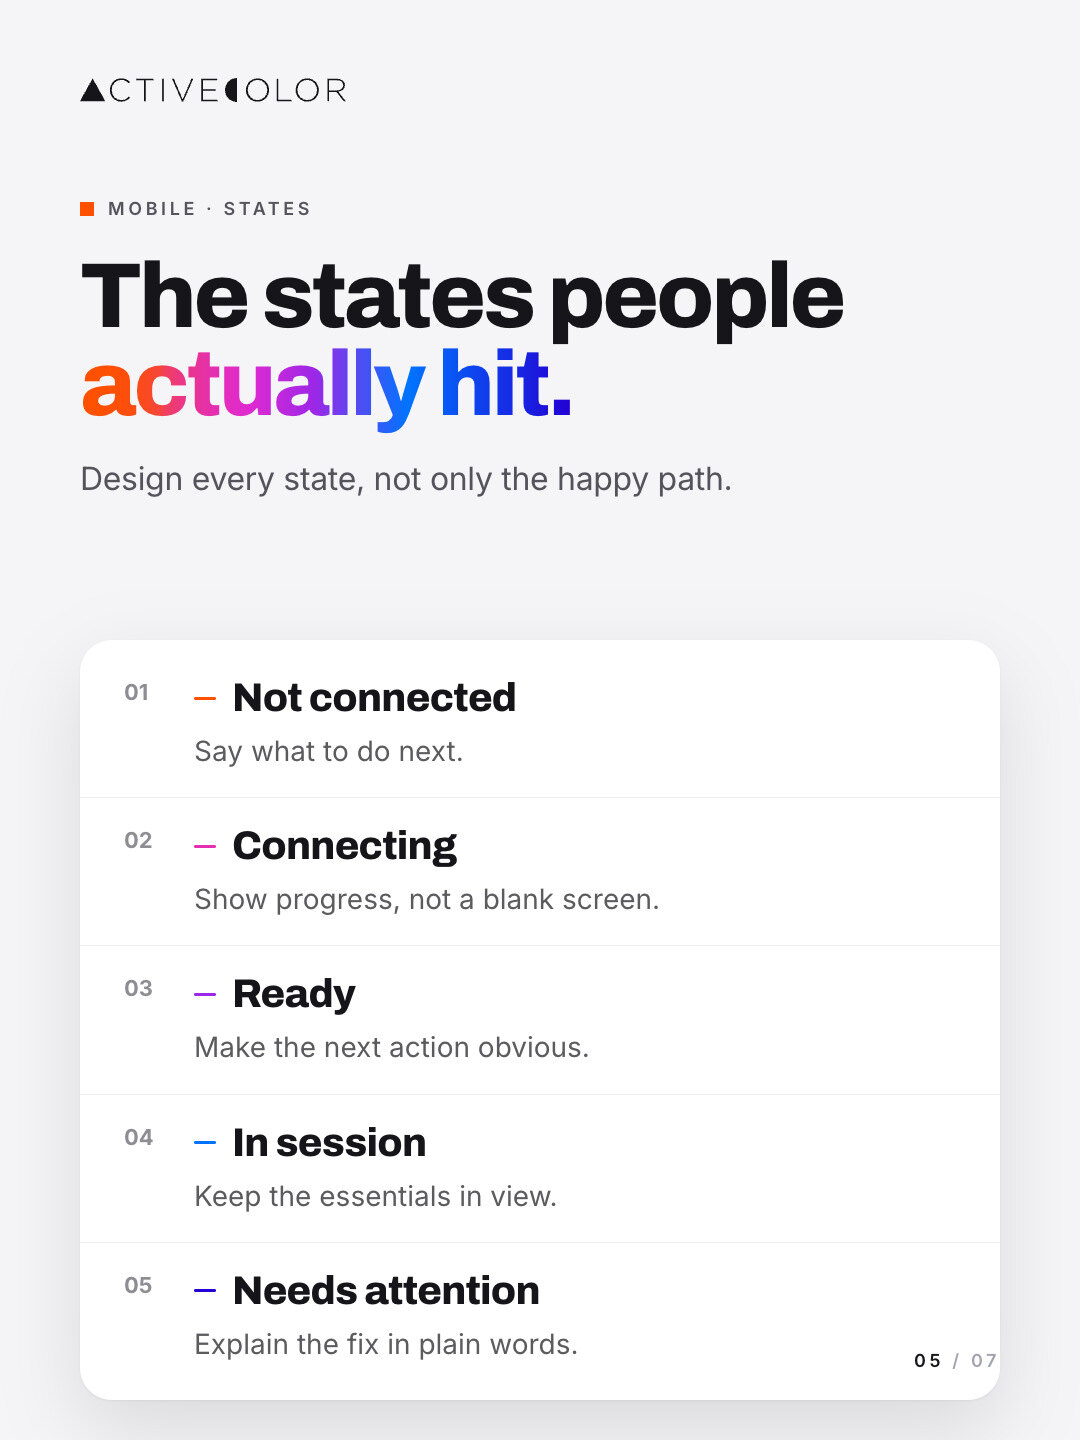 ACTIVECOLOR
MOBILE · STATES
The states people
actually hit.
Design every state, not only the happy path.
01 — Not connected
Say what to do next.
02 — Connecting
Show progress, not a blank screen.
03 — Ready
Make the next action obvious.
04 — In session
Keep the essentials in view.
05 — Needs attention
Explain the fix in plain words.
05 / 07